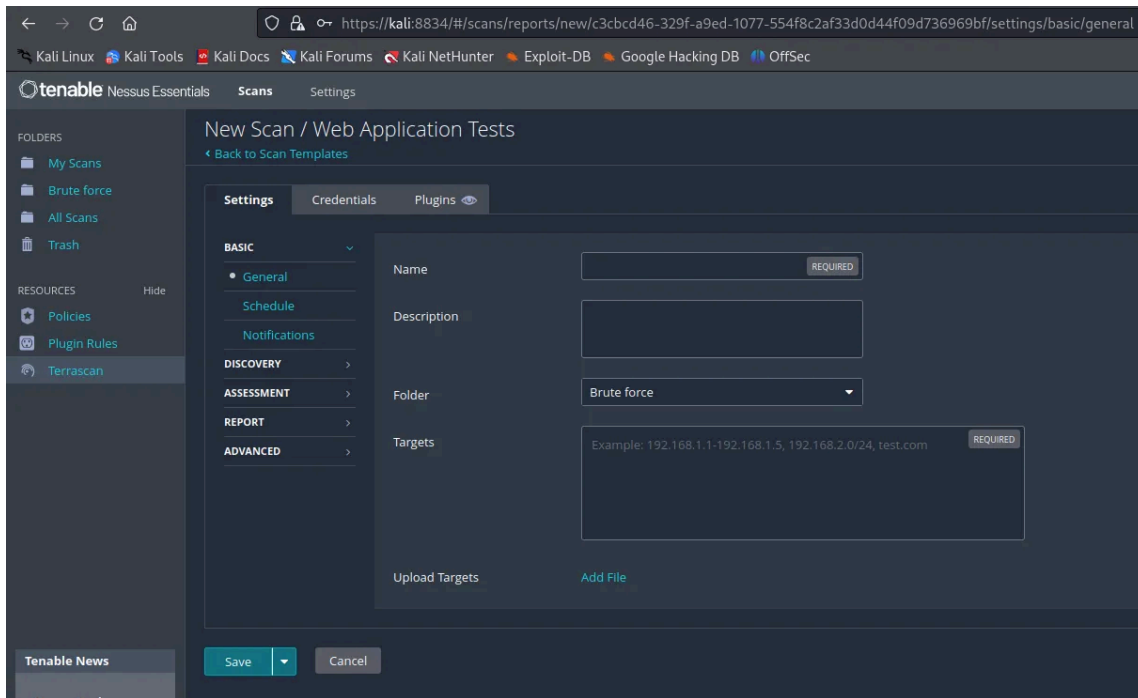 https://kali:8834/#/scans/reports/new/c3cbcd46-329f-a9ed-1077-554f8c2af33d0d44f09d736969bf/settings/basic/general
Kali Linux Kali Tools Kali Docs Kali Forums Kali NetHunter Exploit-DB Google Hacking DB OffSec
tenable Nessus Essentials Scans Settings
FOLDERS
My Scans
Brute force
All Scans
Trash
RESOURCES Hide
Policies
Plugin Rules
Terrascan
Tenable News
New Scan / Web Application Tests
Back to Scan Templates
Settings Credentials Plugins
BASIC
General
Schedule
Notifications
DISCOVERY
ASSESSMENT
REPORT
ADVANCED
Name REQUIRED
Description
Folder Brute force
Targets Example: 192.168.1.1-192.168.1.5, 192.168.2.0/24, test.com REQUIRED
Upload Targets Add File
Save Cancel